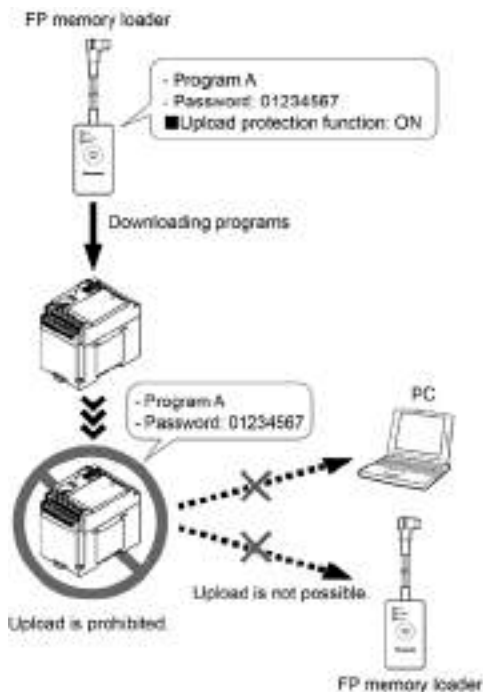 FP memory loader
- Program A
- Password: 01234567
■Upload protection function: ON
Downloading programs
- Program A
- Password: 01234567
PC
Upload is not possible.
Upload is prohibited.
FP memory loader